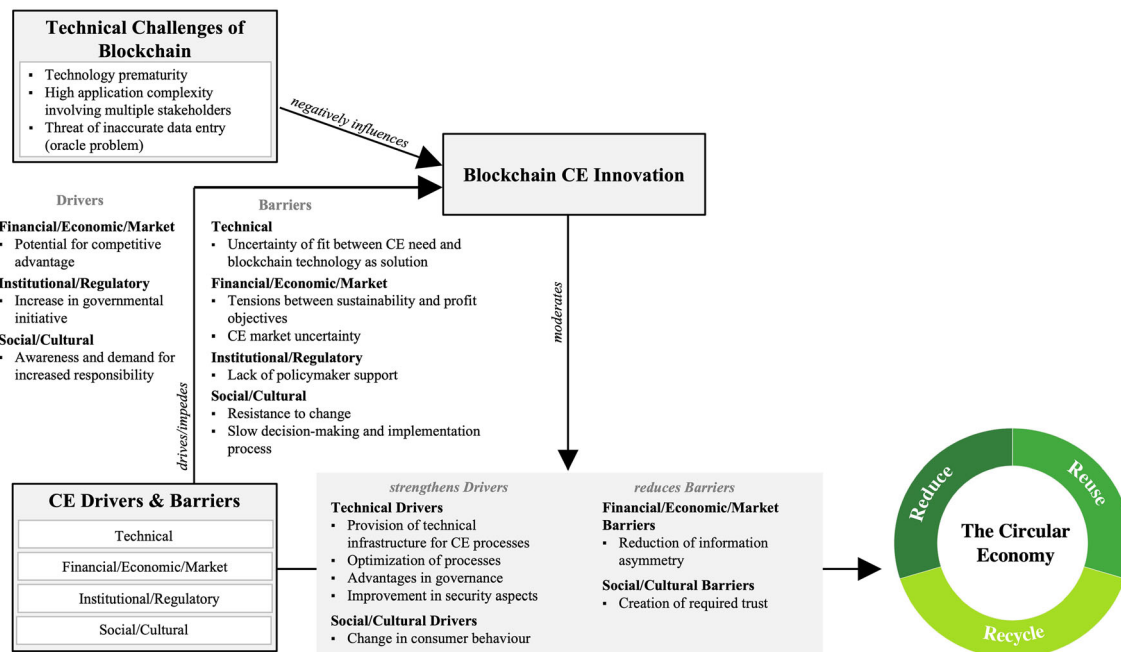 Technical Challenges of
Blockchain
▪ Technology prematurity
▪ High application complexity
involving multiple stakeholders
▪ Threat of inaccurate data entry
(oracle problem)
negatively influences
Blockchain CE Innovation
Drivers
Financial/Economic/Market
▪ Potential for competitive
advantage
Institutional/Regulatory
▪ Increase in governmental
initiative
Social/Cultural
▪ Awareness and demand for
increased responsibility
drives/impedes
Barriers
Technical
▪ Uncertainty of fit between CE need and
blockchain technology as solution
Financial/Economic/Market
▪ Tensions between sustainability and profit
objectives
▪ CE market uncertainty
Institutional/Regulatory
▪ Lack of policymaker support
Social/Cultural
▪ Resistance to change
▪ Slow decision-making and implementation
process
moderates
CE Drivers & Barriers
Technical
Financial/Economic/Market
Institutional/Regulatory
Social/Cultural
strengthens Drivers
Technical Drivers
▪ Provision of technical
infrastructure for CE processes
▪ Optimization of processes
▪ Advantages in governance
▪ Improvement in security aspects
Social/Cultural Drivers
▪ Change in consumer behaviour
reduces Barriers
Financial/Economic/Market
Barriers
▪ Reduction of information
asymmetry
Social/Cultural Barriers
▪ Creation of required trust
Reduce
Reuse
The Circular
Economy
Recycle